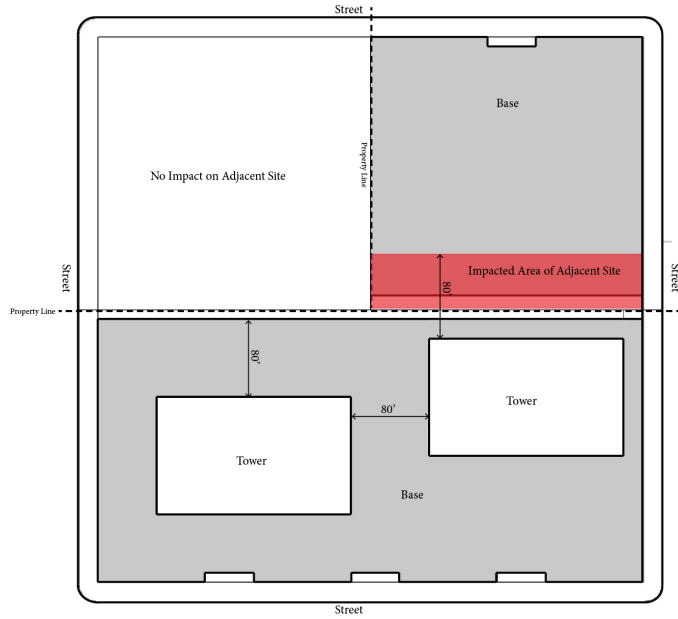 Street
Base
Property Line
No Impact on Adjacent Site
Street
Impacted Area of Adjacent Site
Street
80’
Property Line
80’
Tower
80’
Tower
Base
Street